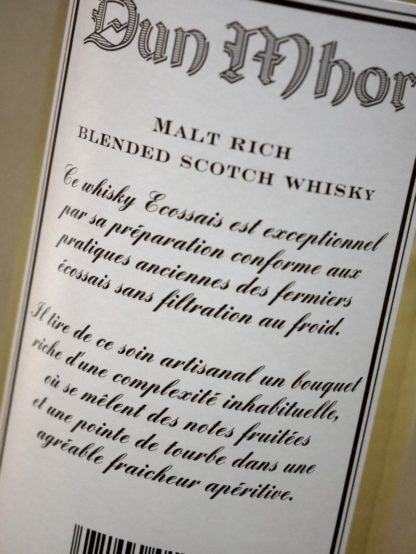 Dun Mhor
MALT RICH
BLENDED SCOTCH WHISKY
Ce whisky Ecossais est exceptionnel
par sa préparation conforme aux
pratiques anciennes des fermiers
écossais sans filtration au froid.
Il tire de ce soin artisanal un bouquet
riche d'une complexité inhabituelle,
où se mêlent des notes fruitées
et une pointe de tourbe dans une
agréable fraicheur apéritive.